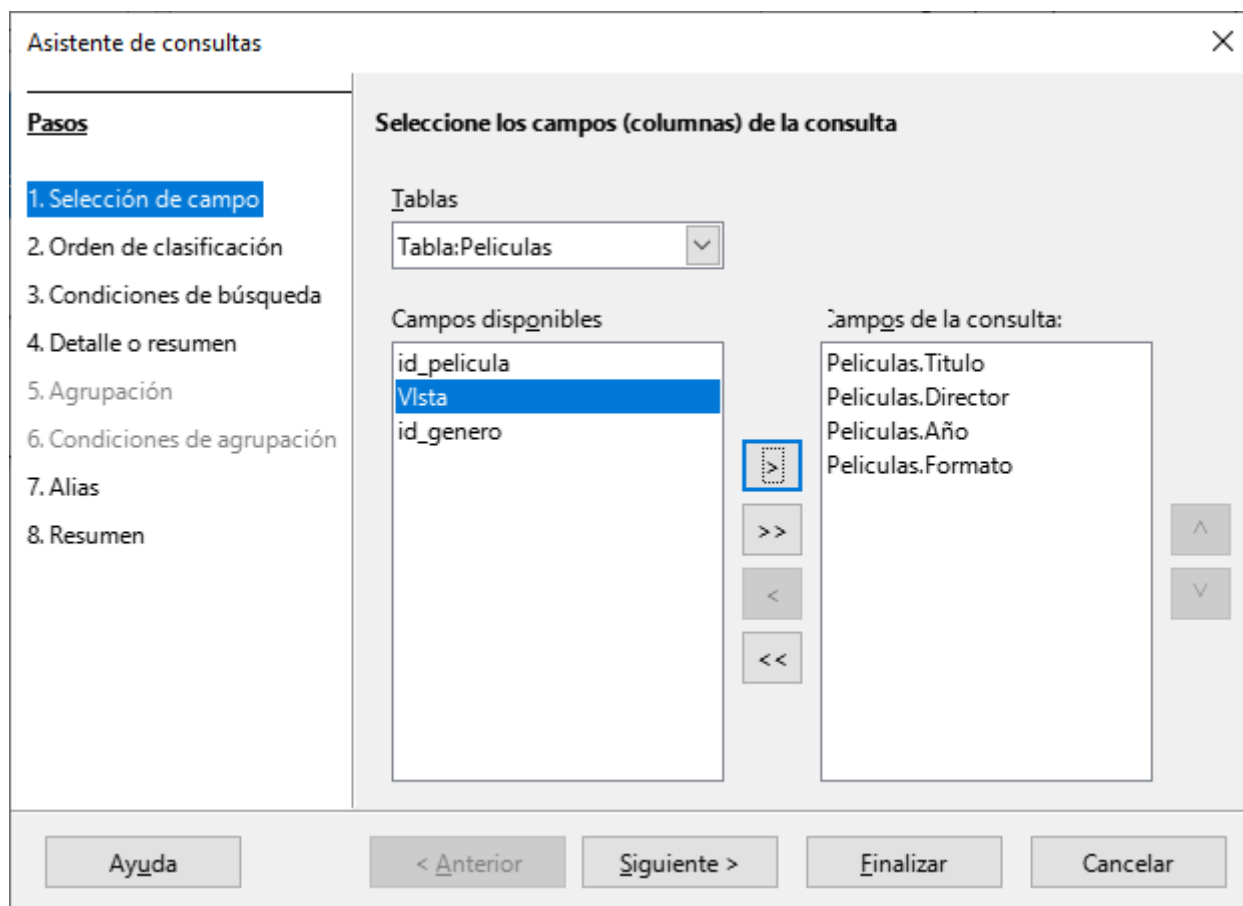 Asistente de consultas
Pasos
1. Selección de campo
2. Orden de clasificación
3. Condiciones de búsqueda
4. Detalle o resumen
5. Agrupación
6. Condiciones de agrupación
7. Alias
8. Resumen
Seleccione los campos (columnas) de la consulta
Tablas
Tabla:Peliculas
Campos disponibles
id_pelicula
VIsta
id_genero
>
>>
<
<<
Campos de la consulta:
Peliculas.Titulo
Peliculas.Director
Peliculas.Año
Peliculas.Formato
Ayuda
< Anterior
Siguiente >
Finalizar
Cancelar